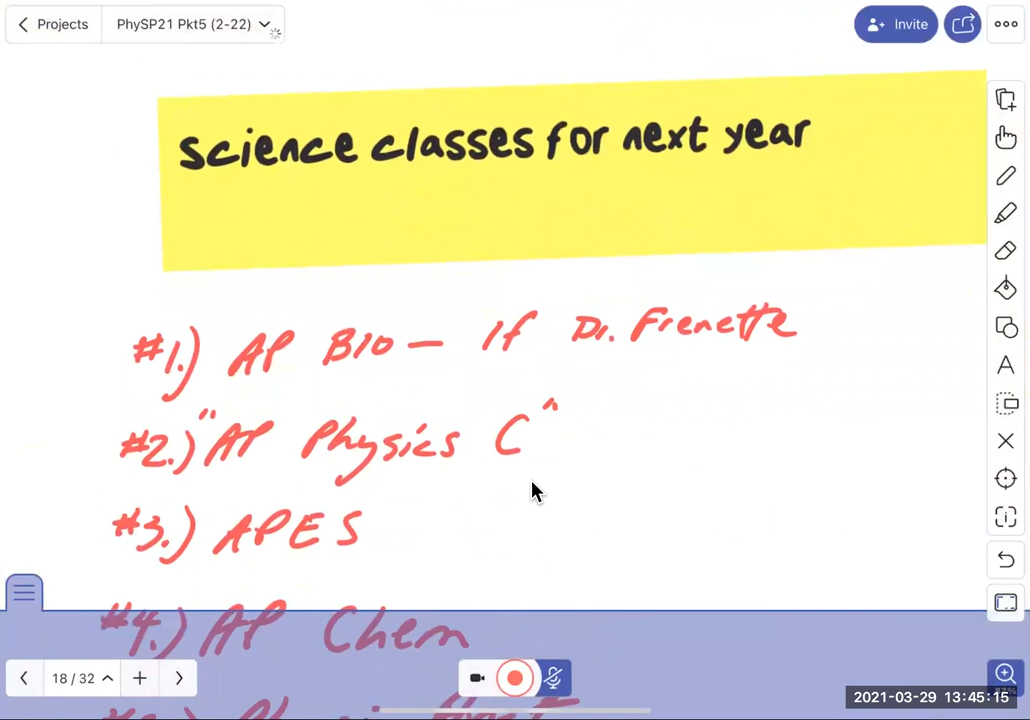 Projects
PhySP21 Pkt5 (2-22)
Invite
science classes for next year
#1.) AP BIO — If Dr. Frenette
#2.) "AP Physics C"
#3.) APES
#4.) AP Chem
18 / 32
2021-03-29 13:45:15